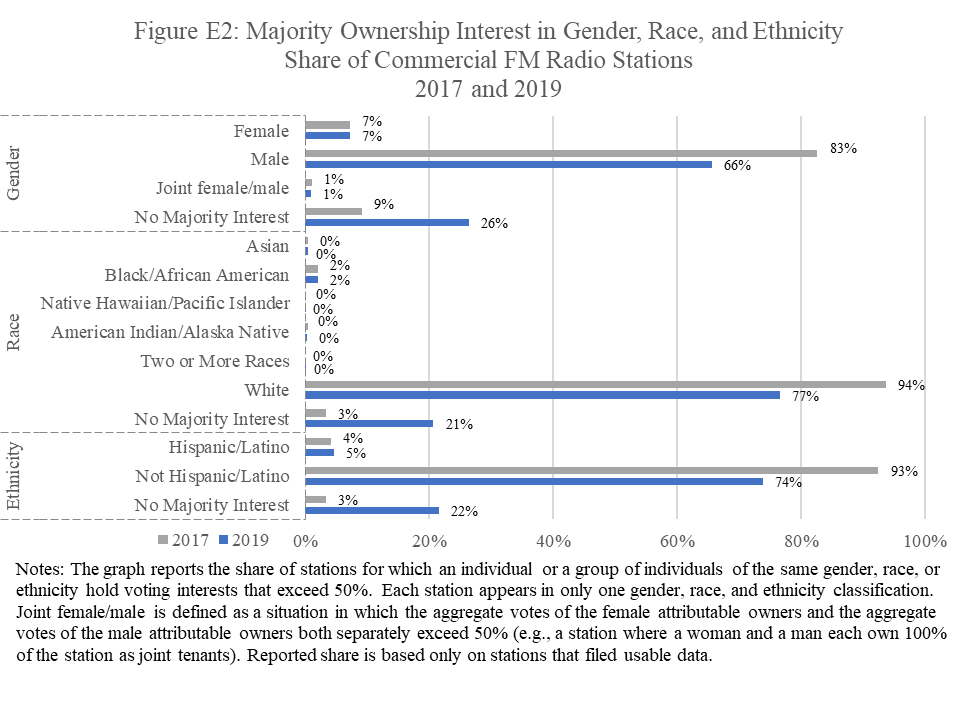 Figure E2: Majority Ownership Interest in Gender, Race, and Ethnicity
Share of Commercial FM Radio Stations
2017 and 2019
Gender
Female
7%
7%
Male
83%
66%
Joint female/male
1%
1%
No Majority Interest
9%
26%
Race
Asian
0%
0%
Black/African American
2%
2%
Native Hawaiian/Pacific Islander
0%
0%
American Indian/Alaska Native
0%
0%
Two or More Races
0%
0%
White
94%
77%
No Majority Interest
3%
21%
Ethnicity
Hispanic/Latino
4%
5%
Not Hispanic/Latino
93%
74%
No Majority Interest
3%
22%
2017 2019
0% 20% 40% 60% 80% 100%
Notes: The graph reports the share of stations for which an individual or a group of individuals of the same gender, race, or
ethnicity hold voting interests that exceed 50%. Each station appears in only one gender, race, and ethnicity classification.
Joint female/male is defined as a situation in which the aggregate votes of the female attributable owners and the aggregate
votes of the male attributable owners both separately exceed 50% (e.g., a station where a woman and a man each own 100%
of the station as joint tenants). Reported share is based only on stations that filed usable data.